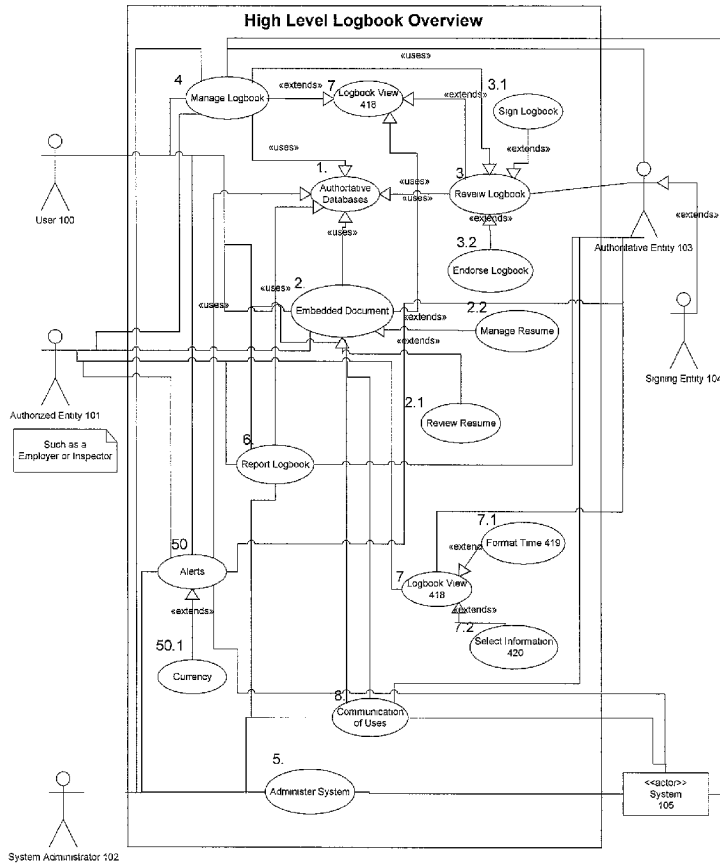 High Level Logbook Overview
«uses»
4
7
3.1
«extends»
Manage Logbook
Logbook View
418
«extends»
Sign Logbook
«extends»
«uses»
1.
3.
Authortative
Databases
«uses»
«uses»
Reveiw Logbook
User 100
«extends»
«extends»
Authoritative Entity 103
«uses»
3.2
Endorse Logbook
«uses»
2.
«uses»
Embedded Document
«extends»
2.2
Manage Resume
«extends»
Signing Entity 104
Authorized Entity 101
Such as a
Employer or Inspector
2.1
Review Resume
6.
Report Logbook
7.1
Format Time 419
«extend
50
Alerts
7
Logbook View
418
«extends»
«extends»
7.2
Select Information
420
50.1
Currency
8.
Communication
of Uses
5.
Administer System
<<actor>>
System
105
System Administrator 102